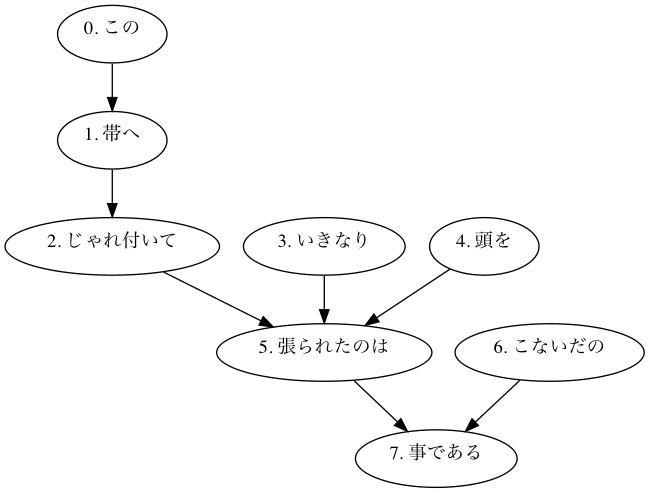 0. この
1. 帯へ
2. じゃれ付いて
3. いきなり
4. 頭を
5. 張られたのは
6. こないだの
7. 事である